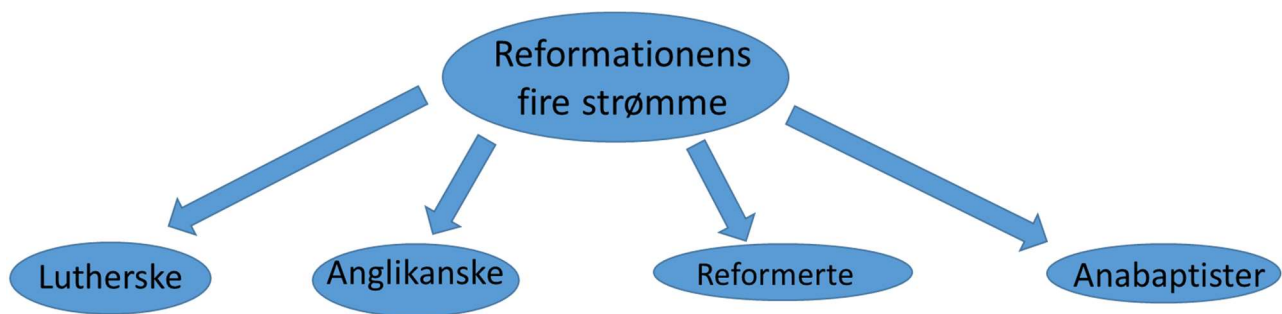 Reformationens
fire strømme
Lutherske
Anglikanske
Reformerte
Anabaptister